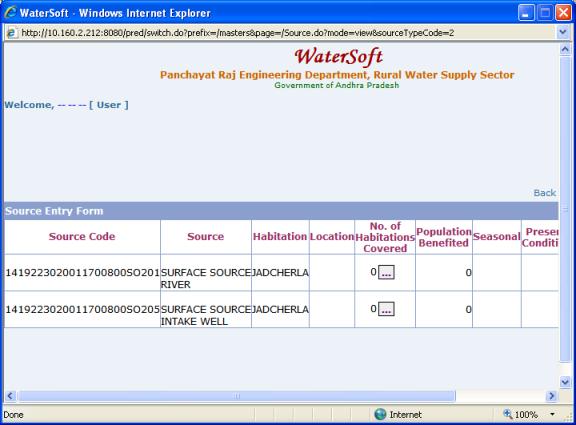 WaterSoft - Windows Internet Explorer
http://10.160.2.212:8080/pred/switch.do?prefix=/masters&page=/Source.do?mode=view&sourceTypeCode=2
WaterSoft
Panchayat Raj Engineering Department, Rural Water Supply Sector
Government of Andhra Pradesh
Welcome, -- -- -- [ User ]
Back
Source Entry Form
Source Code Source Habitation Location No. of Habitations Covered Population Benefited Seasonal Presen Conditi
1419223020011700800SO201 SURFACE SOURCE RIVER JADCHERLA 0 ... 0
1419223020011700800SO205 SURFACE SOURCE INTAKE WELL JADCHERLA 0 ... 0
Done Internet 100%